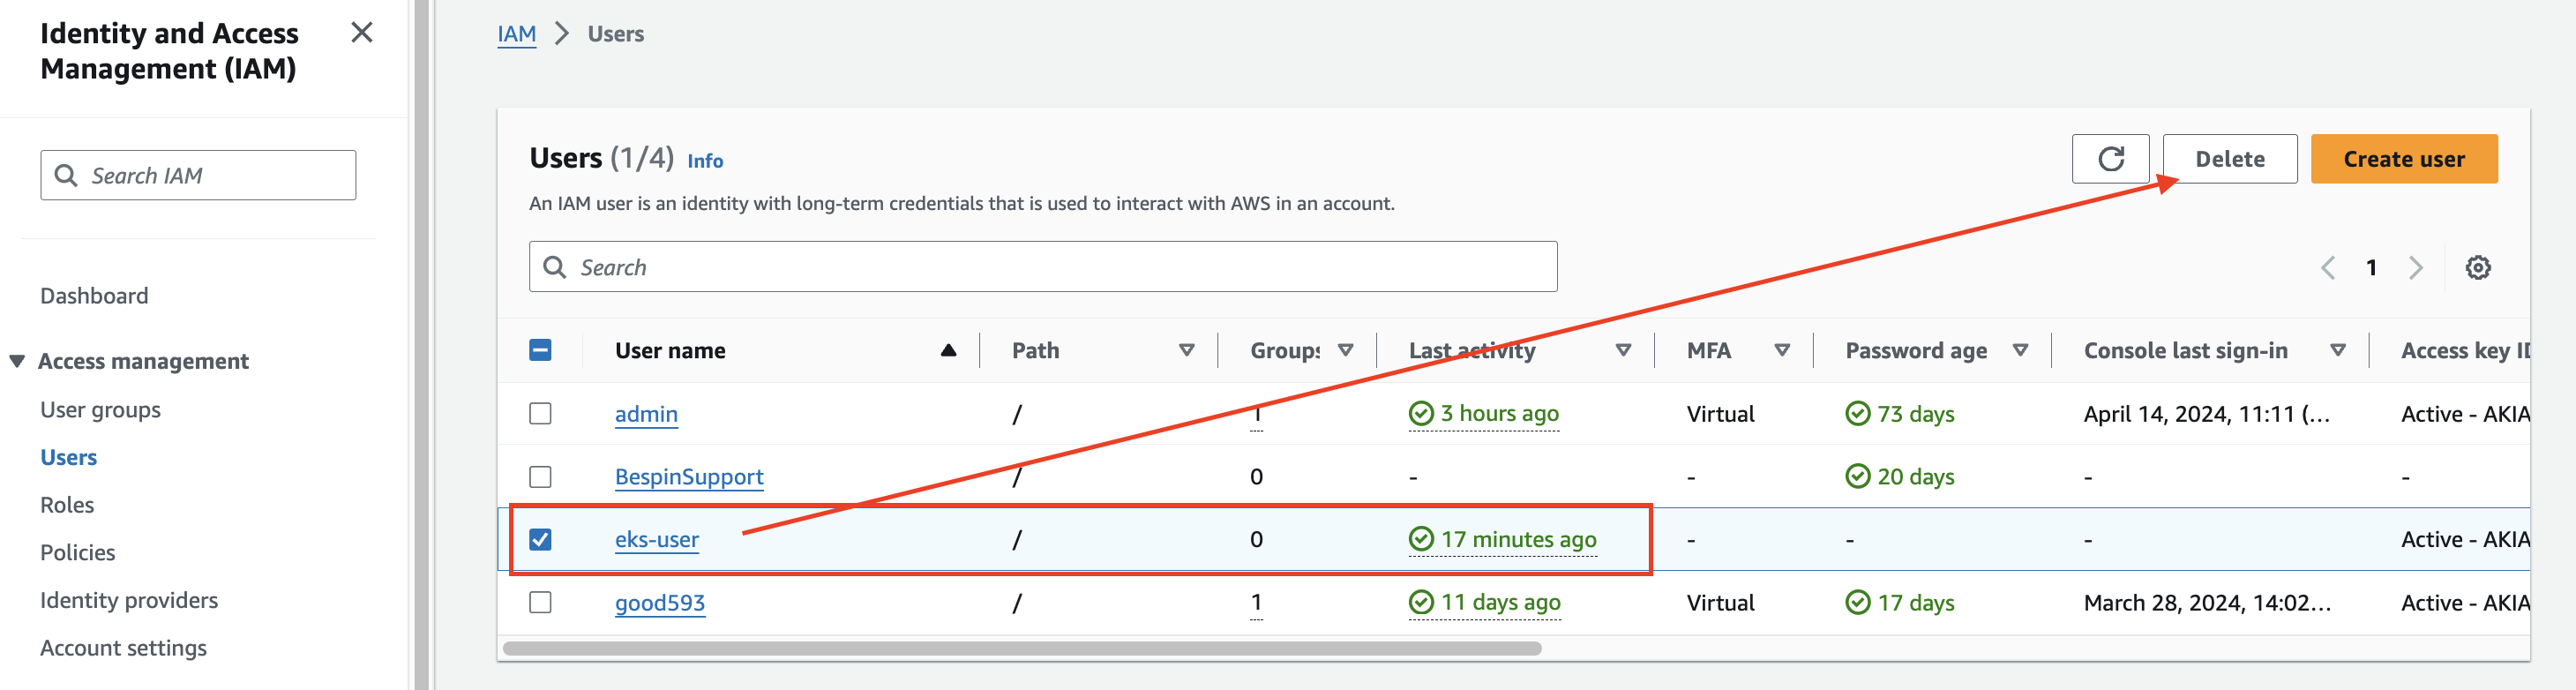 Identity and Access
Management (IAM)
Search IAM
Dashboard
Access management
User groups
Users
Roles
Policies
Identity providers
Account settings
IAM > Users
Users (1/4) Info
Delete
Create user
An IAM user is an identity with long-term credentials that is used to interact with AWS in an account.
Search
1
User name Path Groups Last activity MFA Password age Console last sign-in Access key ID
admin / 1 3 hours ago Virtual 73 days April 14, 2024, 11:11 (... Active - AKIA
BespinSupport / 0 - - 20 days - -
eks-user / 0 17 minutes ago - - - Active - AKIA
good593 / 1 11 days ago Virtual 17 days March 28, 2024, 14:02... Active - AKIA